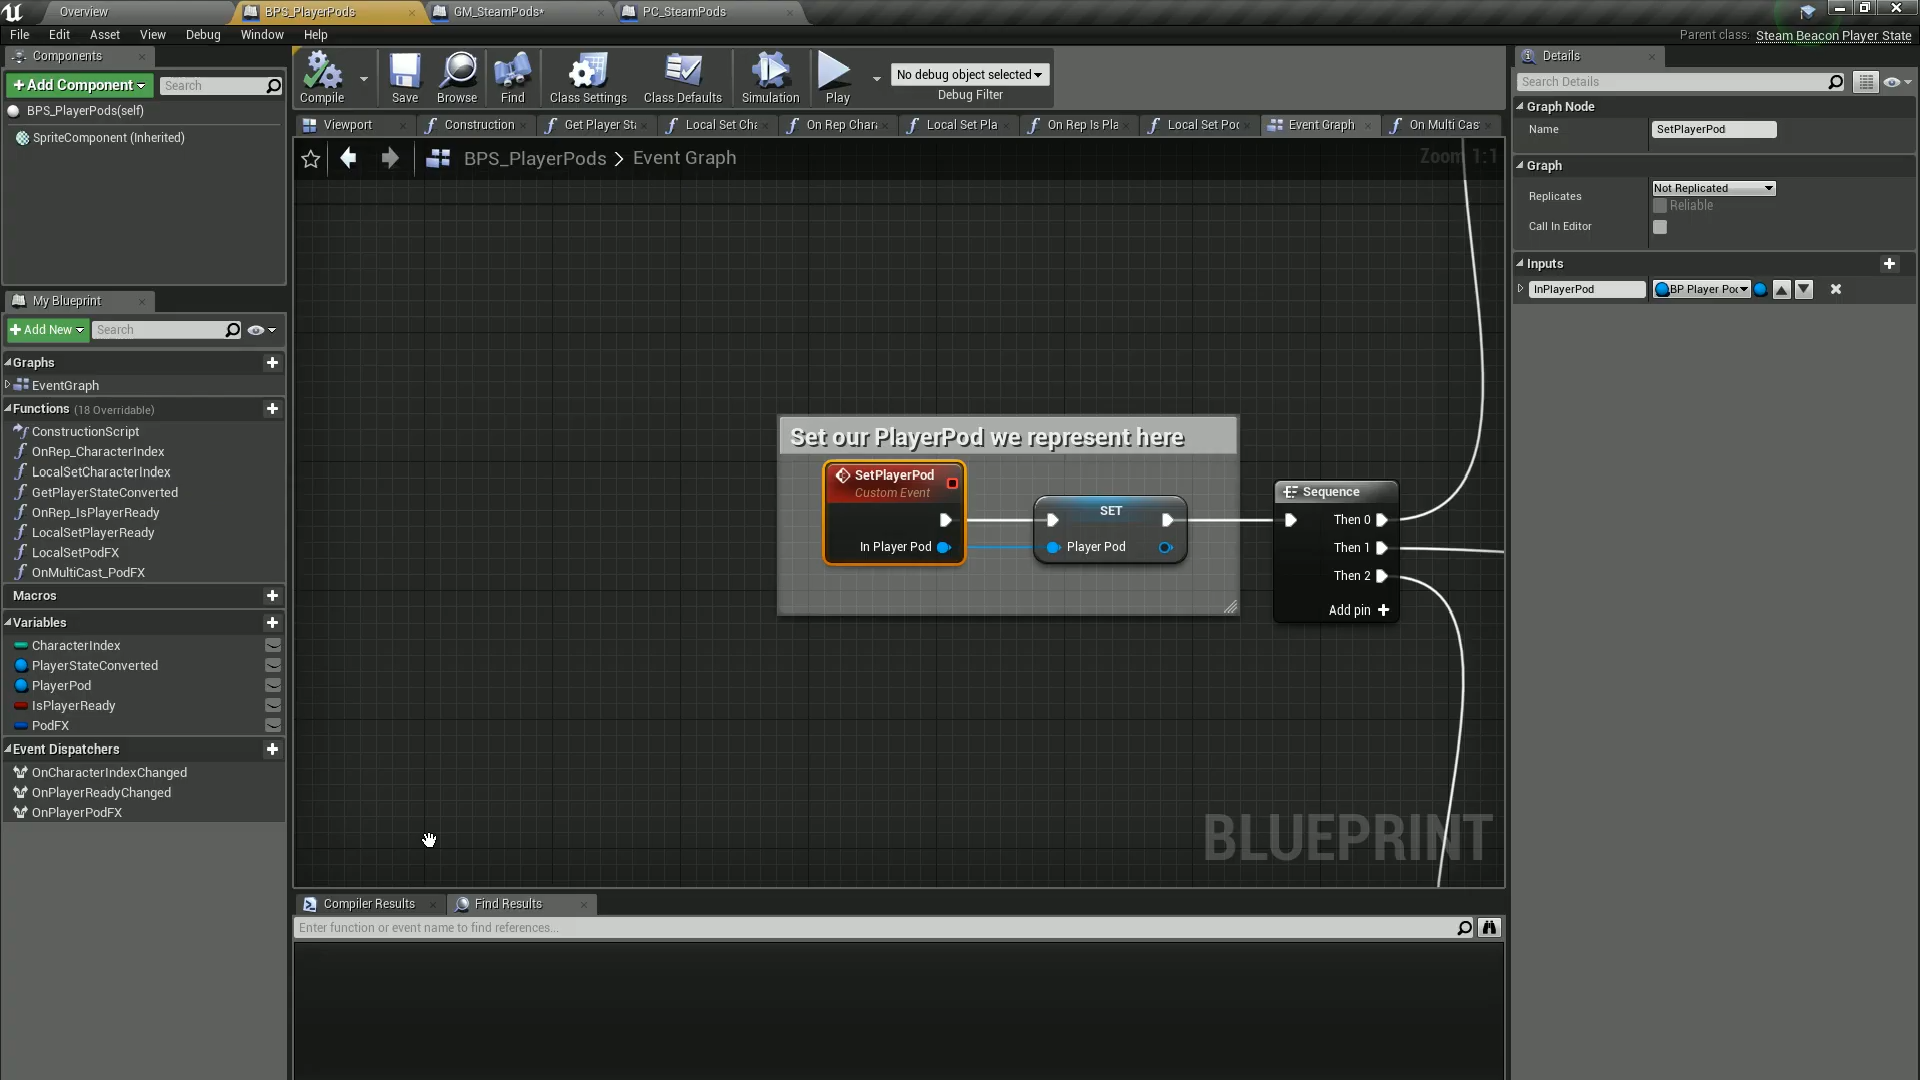 Overview
BPS_PlayerPods
GM_SteamPods*
PC_SteamPods
File
Edit
Asset
View
Debug
Window
Help
Parent class:
Steam Beacon Player State
Components
+Add Component
Search
BPS_PlayerPods(self)
SpriteComponent (Inherited)
Compile
Save
Browse
Find
Class Settings
Class Defaults
Simulation
Play
No debug object selected
Debug Filter
Viewport
Construction
Get Player St
Local Set Cha
On Rep Chara
Local Set Pla
On Rep Is Pla
Local Set Poc
Event Graph
On Multi Cas
BPS_PlayerPods > Event Graph
Zoom 1:1
My Blueprint
+Add New
Search
Graphs
EventGraph
Functions (18 Overridable)
ConstructionScript
OnRep_CharacterIndex
LocalSetCharacterIndex
GetPlayerStateConverted
OnRep_IsPlayerReady
LocalSetPlayerReady
LocalSetPodFX
OnMultiCast_PodFX
Macros
Variables
CharacterIndex
PlayerStateConverted
PlayerPod
IsPlayerReady
PodFX
Event Dispatchers
OnCharacterIndexChanged
OnPlayerReadyChanged
OnPlayerPodFX
Set our PlayerPod we represent here
SetPlayerPod
Custom Event
In Player Pod
SET
Player Pod
Sequence
Then 0
Then 1
Then 2
Add pin +
BLUEPRINT
Compiler Results
Find Results
Enter function or event name to find references...
Details
Search Details
Graph Node
Name
SetPlayerPod
Graph
Replicates
Not Replicated
Reliable
Call In Editor
Inputs
InPlayerPod
BP Player Poc